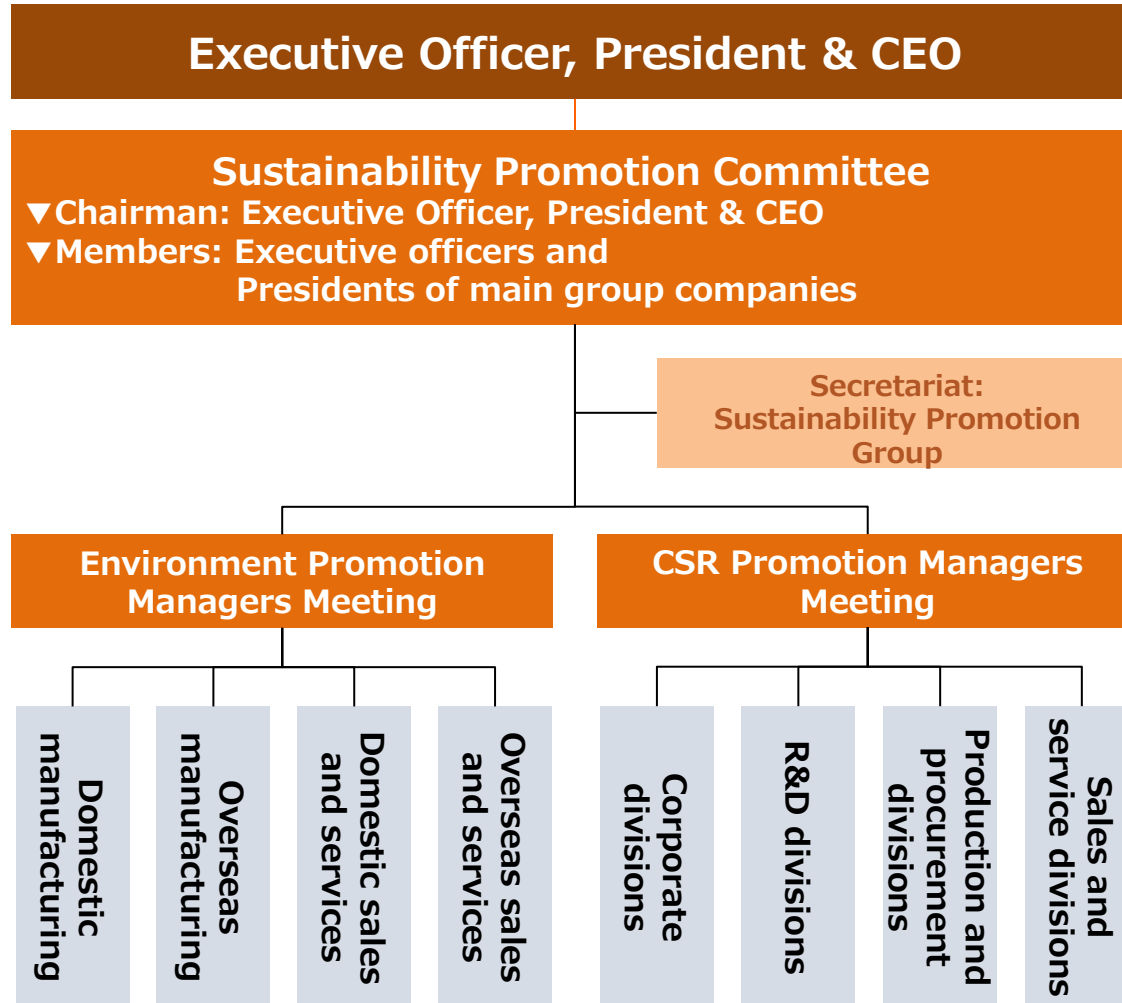 Executive Officer, President & CEO
Sustainability Promotion Committee
▼Chairman: Executive Officer, President & CEO
▼Members: Executive officers and
Presidents of main group companies
Secretariat:
Sustainability Promotion
Group
Environment Promotion
Managers Meeting
CSR Promotion Managers
Meeting
Domestic
manufacturing
Overseas
manufacturing
Domestic sales
and services
Overseas sales
and services
Corporate
divisions
R&D divisions
Production and
procurement
divisions
Sales and
service divisions